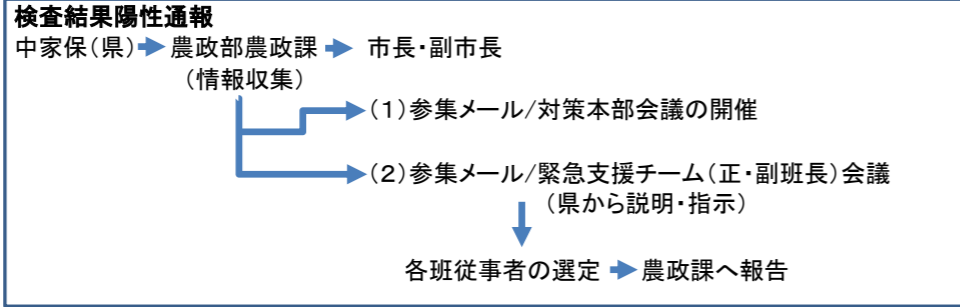 検査結果陽性通報
中家保(県) 農政部農政課 市長・副市長
(情報収集)
(1)参集メール/対策本部会議の開催
(2)参集メール/緊急支援チーム(正・副班長)会議
(県から説明・指示)
各班従事者の選定 農政課へ報告